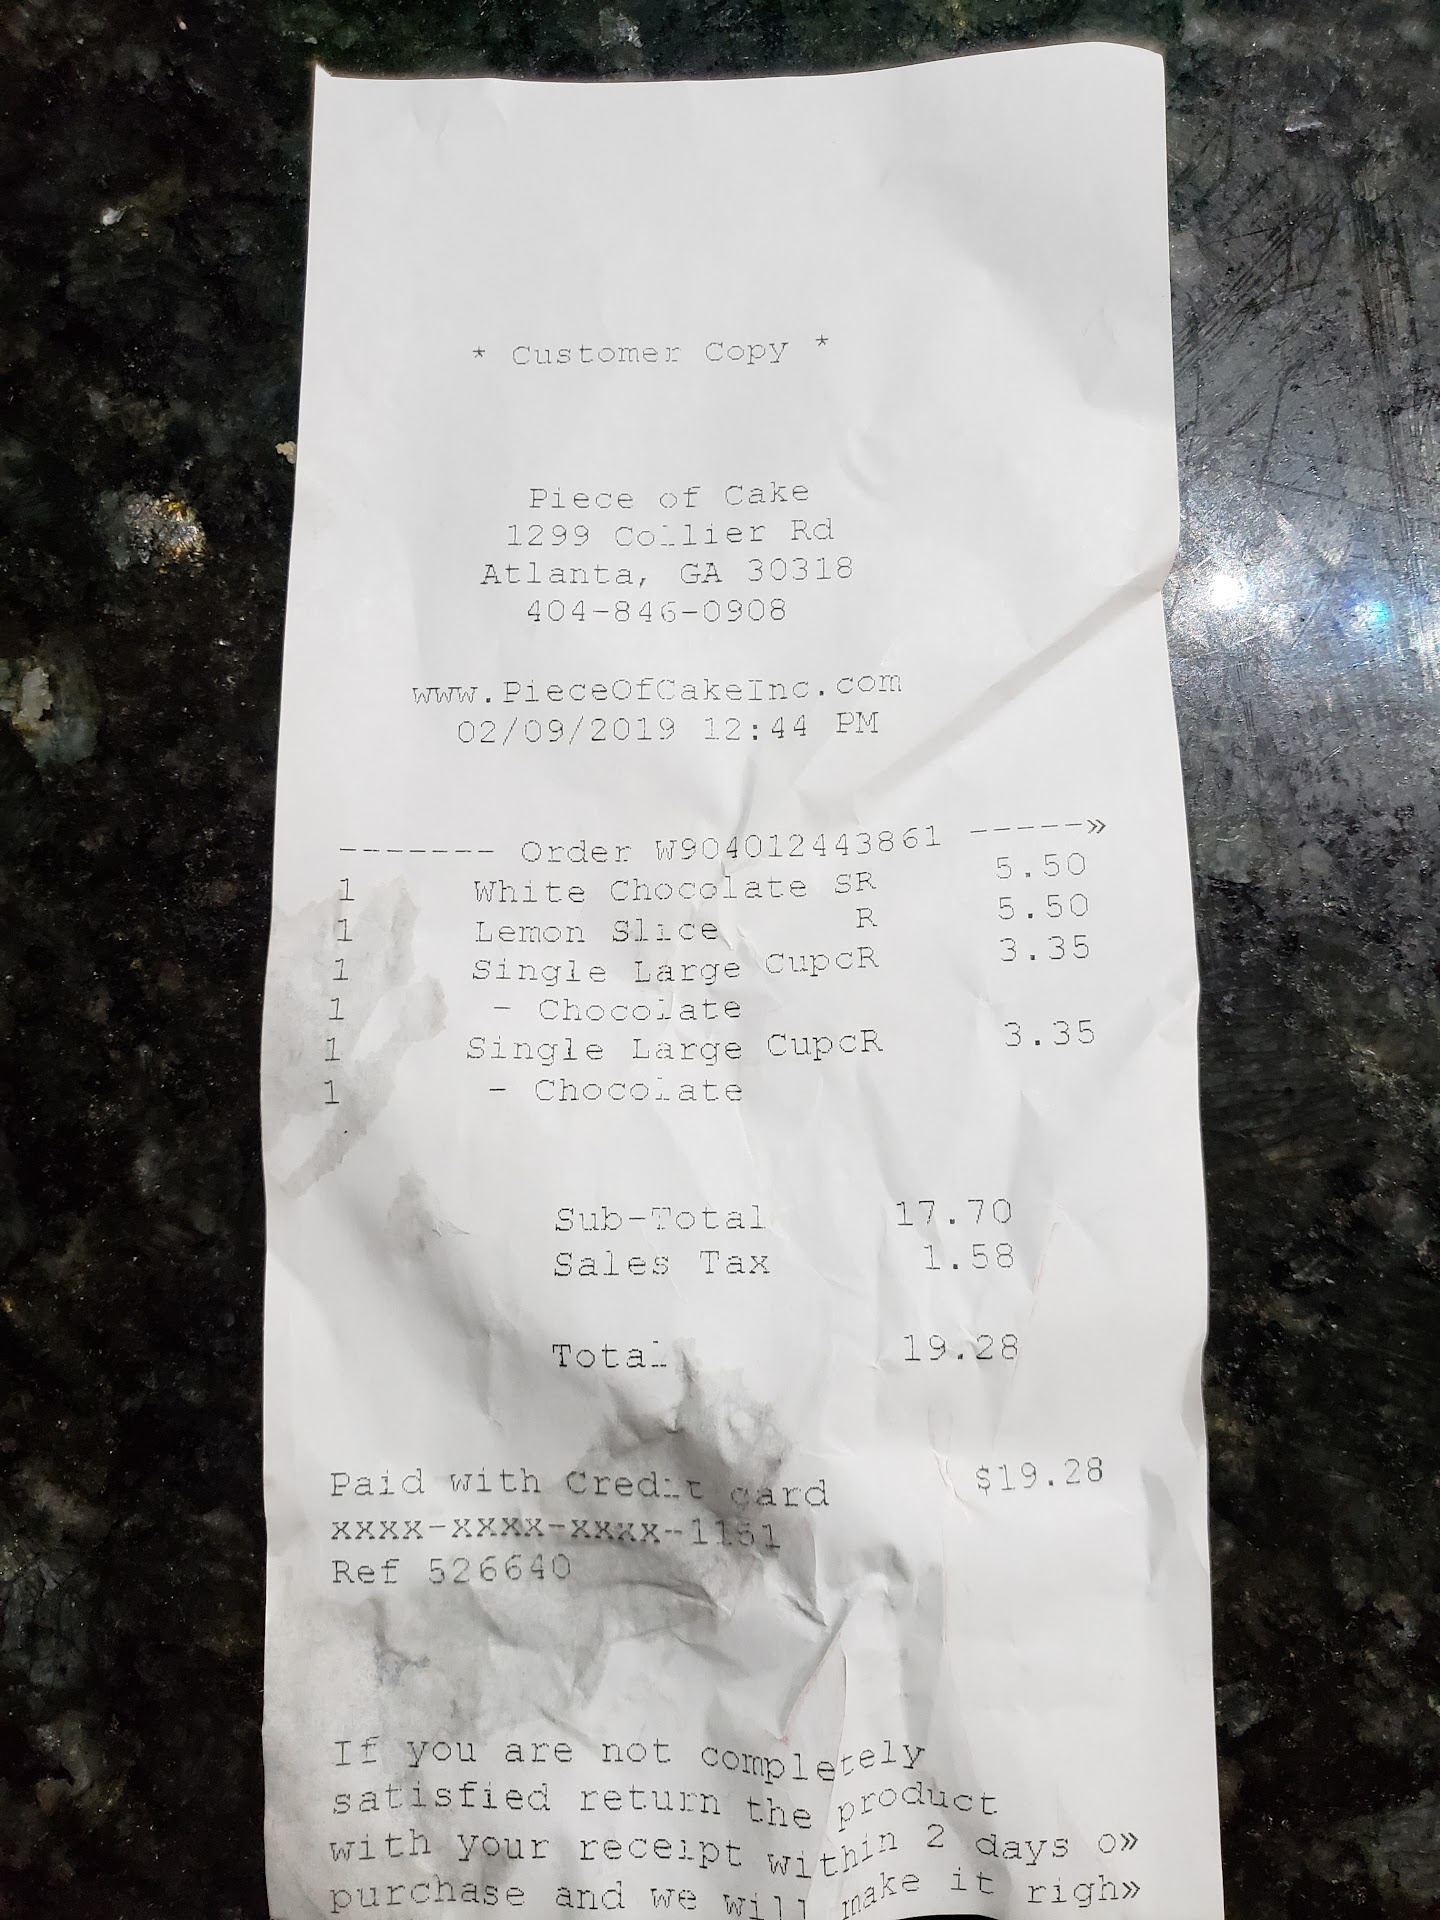 * Customer Copy *
Piece of Cake
1299 Collier Rd
Atlanta, GA 30318
404-846-0908
www.PieceOfCakeInc.com
02/09/2019 12:44 PM
------- Order W904012443861 -----»
1 White Chocolate SR 5.50
1 Lemon Slice R 5.50
1 Single Large CupcR 3.35
1 - Chocolate
1 Single Large CupcR 3.35
1 - Chocolate
Sub-Total 17.70
Sales Tax 1.58
Total 19.28
Paid with Credit card $19.28
xxxx-xxxx-xxxx-1151
Ref 526640
If you are not completely
satisfied return the product
with your receipt within 2 days o»
purchase and we will make it righ»